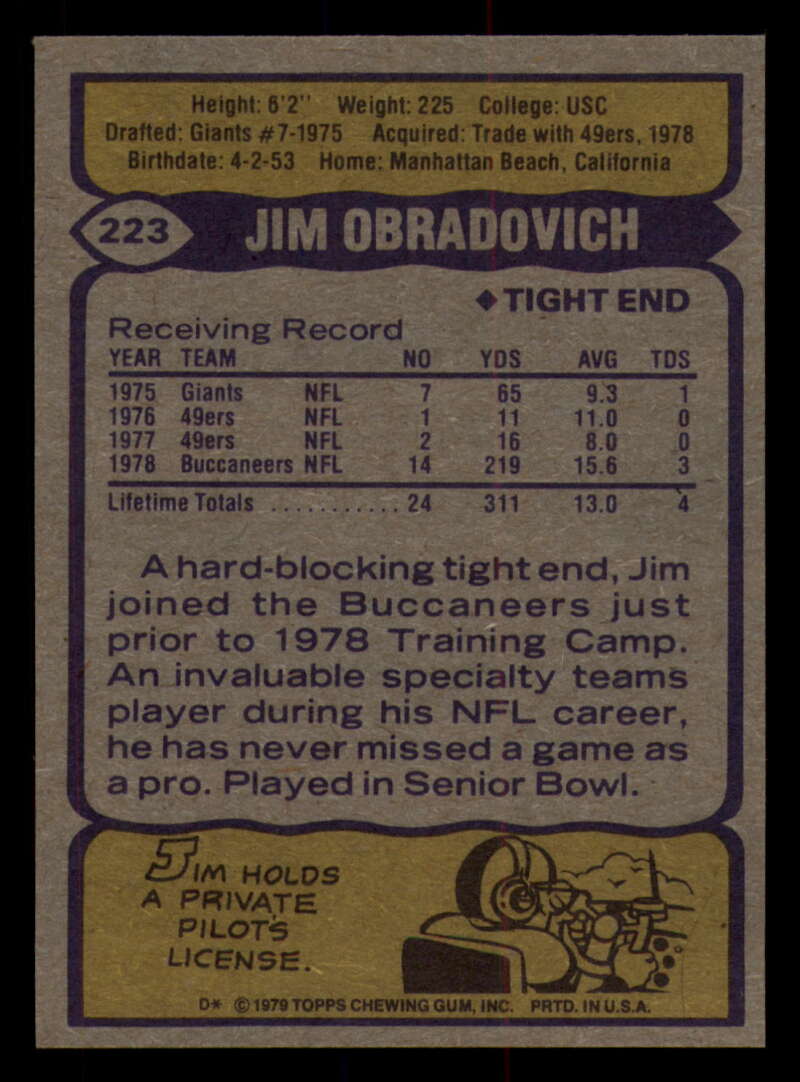 Height: 6'2" Weight: 225 College: USC
Drafted: Giants #7-1975 Acquired: Trade with 49ers, 1978
Birthdate: 4-2-53 Home: Manhattan Beach, California
223 JIM OBRADOVICH
◆ TIGHT END
Receiving Record
YEAR TEAM NO YDS AVG TDS
1975 Giants NFL 7 65 9.3 1
1976 49ers NFL 1 11 11.0 0
1977 49ers NFL 2 16 8.0 0
1978 Buccaneers NFL 14 219 15.6 3
Lifetime Totals ........... 24 311 13.0 4
A hard-blocking tight end, Jim
joined the Buccaneers just
prior to 1978 Training Camp.
An invaluable specialty teams
player during his NFL career,
he has never missed a game as
a pro. Played in Senior Bowl.
JIM HOLDS
A PRIVATE
PILOT'S
LICENSE.
D* © 1979 TOPPS CHEWING GUM, INC. PRTD. IN U.S.A.